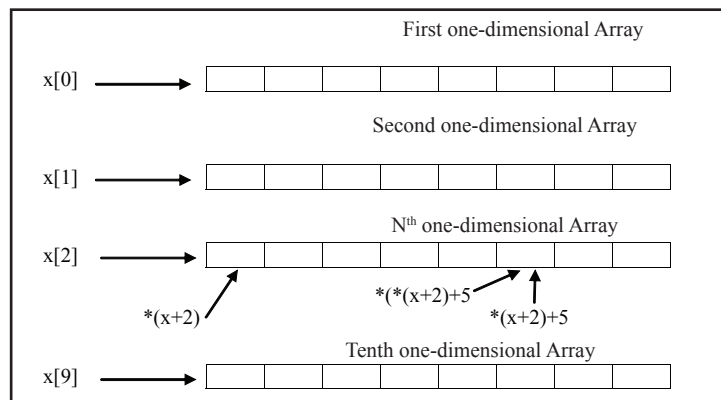 First one-dimensional Array
x[0]
Second one-dimensional Array
x[1]
Nth one-dimensional Array
x[2]
*(*(x+2)+5
*(x+2)
*(x+2)+5
Tenth one-dimensional Array
x[9]